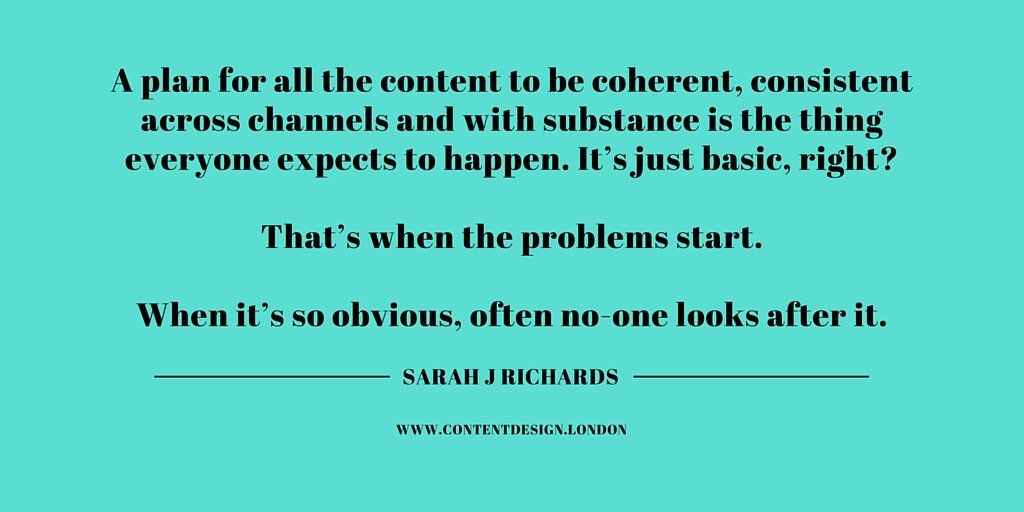 A plan for all the content to be coherent, consistent
across channels and with substance is the thing
everyone expects to happen. It’s just basic, right?
That’s when the problems start.
When it’s so obvious, often no-one looks after it.
SARAH J RICHARDS
WWW.CONTENTDESIGN.LONDON